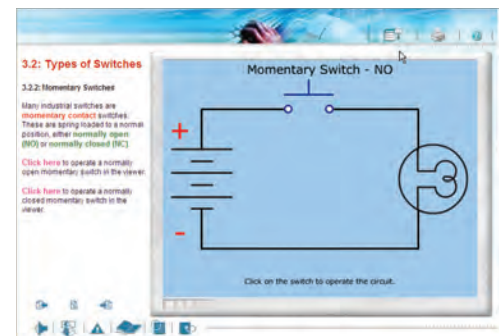 3.2: Types of Switches
3.2.2: Momentary Switches
Many industrial switches are
momentary contact switches.
These are spring loaded to a normal
position, either normally open
(NO) or normally closed (NC).
Click here to operate a normally
open momentary switch in the viewer.
Click here to operate a normally
closed momentary switch in the
viewer.
Momentary Switch - NO
+
-
Click on the switch to operate the circuit.